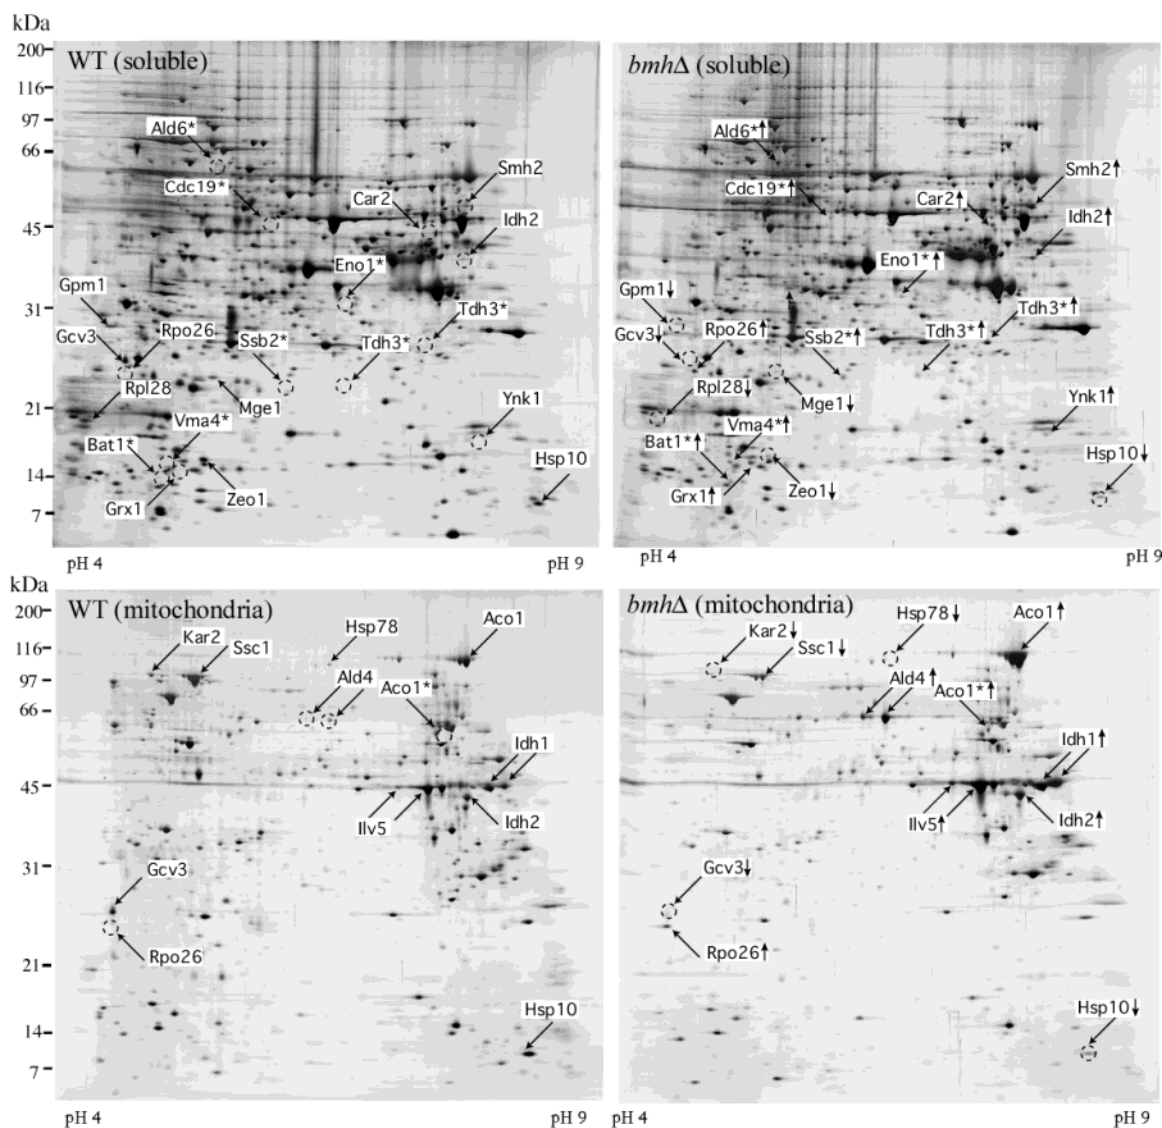 kDa
WT (soluble)
bmhΔ (soluble)
200
116
97
66
45
31
21
14
7
Ald6*
Cdc19*
Car2
Smh2
Idh2
Eno1*
Gpm1
Tdh3*
Gcv3
Rpo26
Ssb2*
Tdh3*
Rpl28
Mge1
Vma4*
Ynk1
Bat1*
Hsp10
Grx1
Zeo1
pH 4
pH 9
Ald6*↑
Smh2↑
Cdc19*↑
Car2↑
Idh2↑
Eno1*↑
Gpm1↓
Tdh3*↑
Gcv3↓
Rpo26↑
Ssb2*↑
Tdh3*↑
Rpl28↓
Mge1↓
Ynk1↑
Vma4*↑
Bat1*↑
Hsp10↓
Grx1↑
Zeo1↓
pH 4
pH 9
kDa
WT (mitochondria)
bmhΔ (mitochondria)
200
116
97
66
45
31
21
14
7
Kar2
Ssc1
Hsp78
Aco1
Ald4
Aco1*
Idh1
Ilv5
Idh2
Gcv3
Rpo26
Hsp10
pH 4
pH 9
Kar2↓
Ssc1↓
Hsp78↓
Aco1↑
Ald4↑
Aco1*↑
Idh1↑
Ilv5↑
Idh2↑
Gcv3↓
Rpo26↑
Hsp10↓
pH 4
pH 9